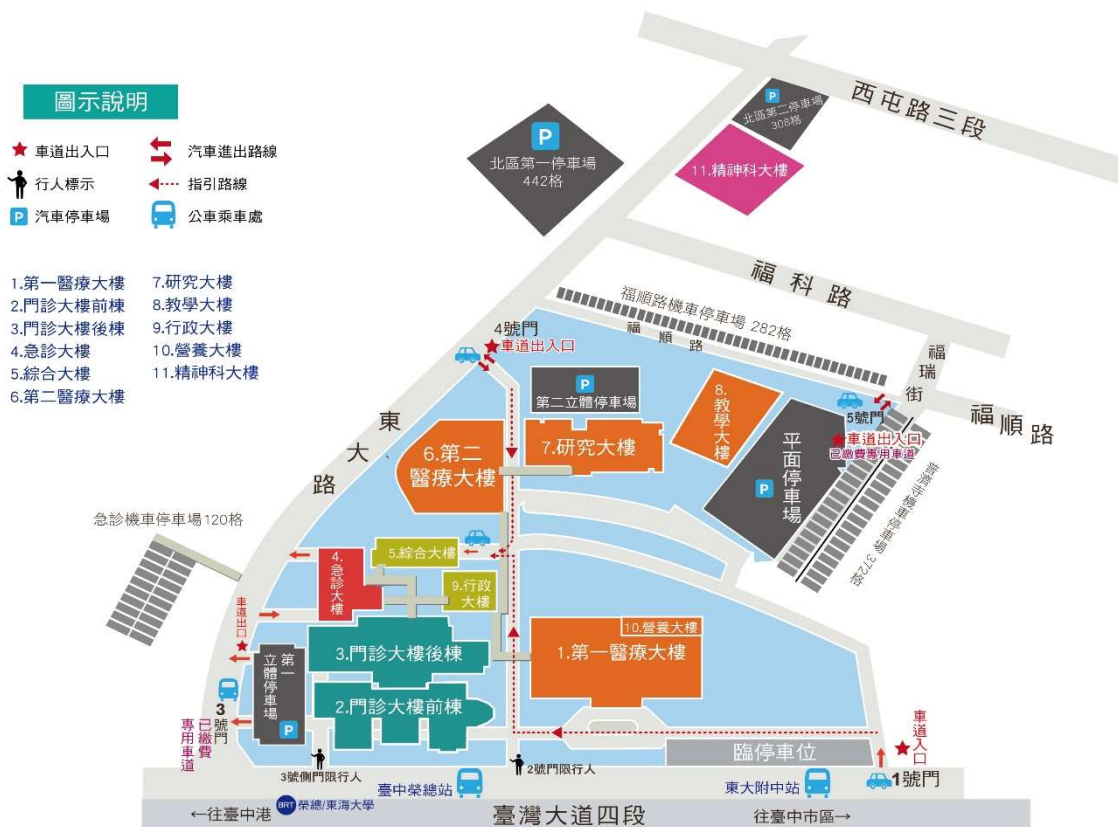 圖示說明
車道出入口
汽車進出路線
行人標示
指引路線
P 汽車停車場
公車乘車處
1.第一醫療大樓
2.門診大樓前棟
3.門診大樓後棟
4.急診大樓
5.綜合大樓
6.第二醫療大樓
7.研究大樓
8.教學大樓
9.行政大樓
10.營養大樓
11.精神科大樓
西屯路三段
P
北區第二停車場
308格
P
北區第一停車場
442格
11.精神科大樓
福科路
福順路機車停車場 282格
福順路
福瑞街
福順路
4號門
車道出入口
P
第二立體停車場
8.教學大樓
7.研究大樓
5號門
車道出入口
已繳費專用車道
平面停車場
P
普濟寺機車停車場 372格
東大路
6.第二
醫療大樓
急診機車停車場120格
5.綜合大樓
4.急診大樓
9.行政
大樓
車道出口
10.營養大樓
1.第一醫療大樓
3.門診大樓後棟
第一
立體停車場
P
2.門診大樓前棟
3號門
已繳費
專用車道
車道入口
臨停車位
1號門
3號側門限行人
2號門限行人
臺中榮總站
東大附中站
←往臺中港
BRT 榮總/東海大學
臺灣大道四段
往臺中市區→